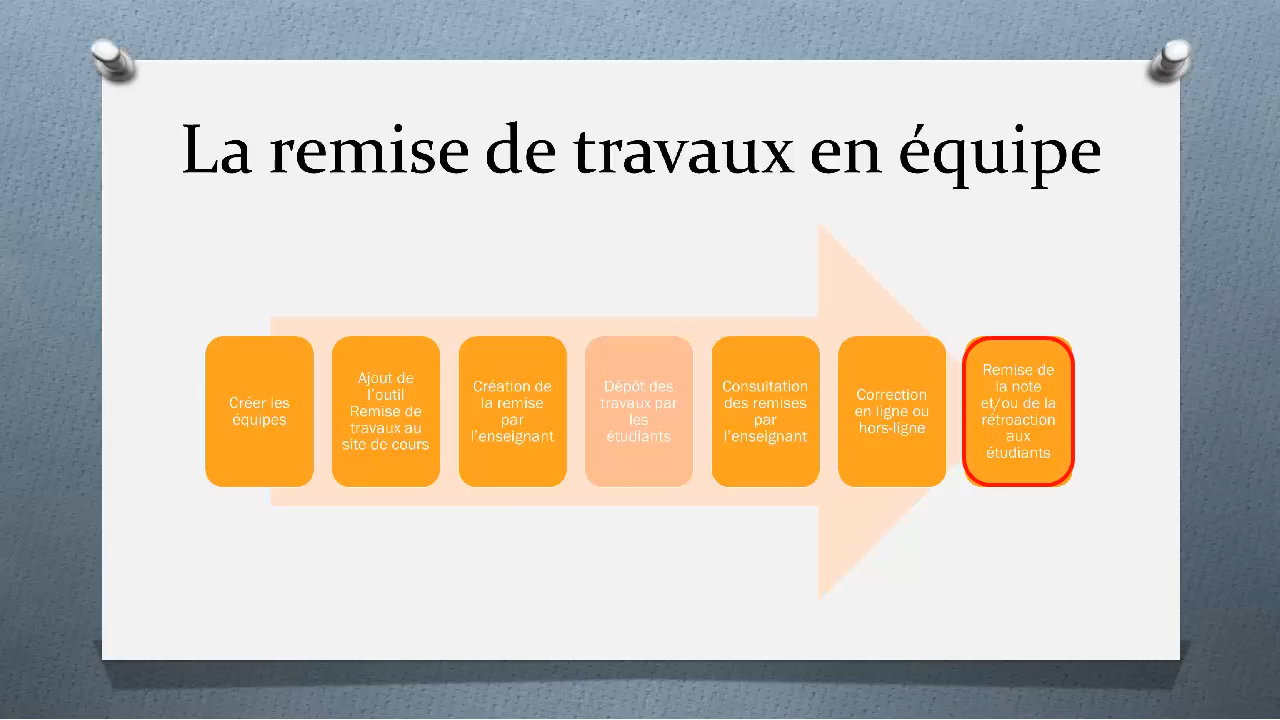 La remise de travaux en équipe
Créer les
équipes
Ajout de
l'outil
Remise de
travaux au
site de cours
Création de
la remise
par
l'enseignant
Dépôt des
travaux par
les
étudiants
Consultation
des remises
par
l'enseignant
Correction
en ligne ou
hors-ligne
Remise de
la note
et/ou de la
rétroaction
aux
étudiants